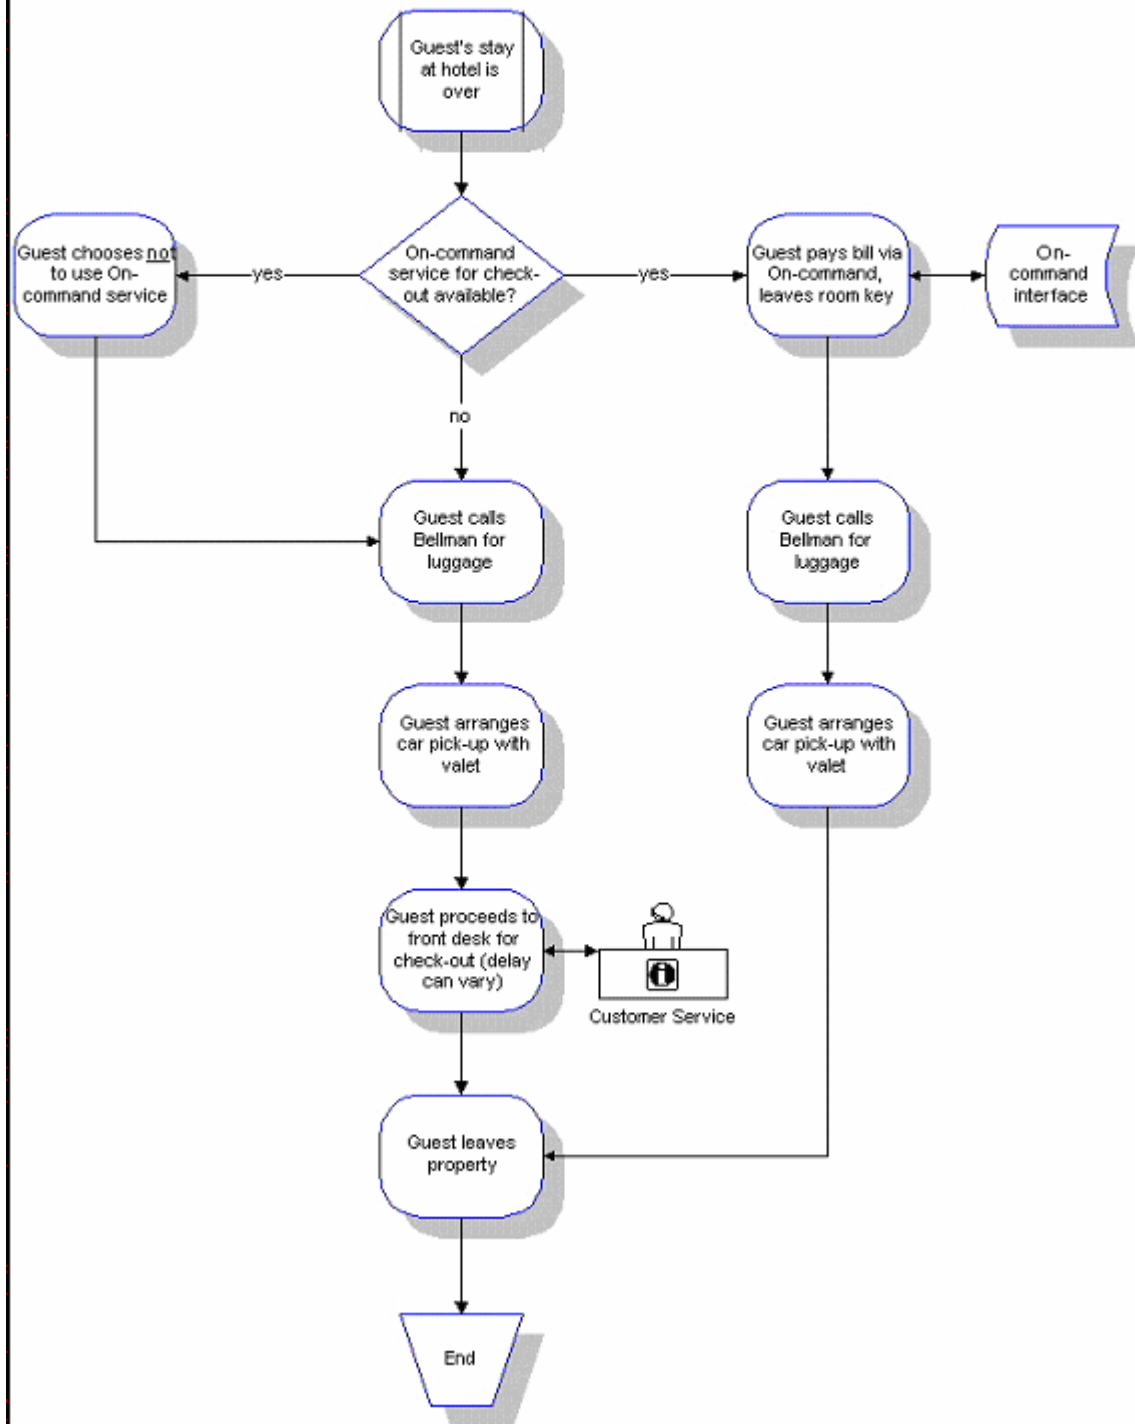 Guest's stay
at hotel is
over
Guest chooses not
to use On-
command service
yes
On-command
service for check-
out available?
yes
Guest pays bill via
On-command,
leaves room key
On-
command
interface
no
Guest calls
Bellman for
luggage
Guest calls
Bellman for
luggage
Guest arranges
car pick-up with
valet
Guest arranges
car pick-up with
valet
Guest proceeds to
front desk for
check-out (delay
can vary)
Customer Service
Guest leaves
property
End